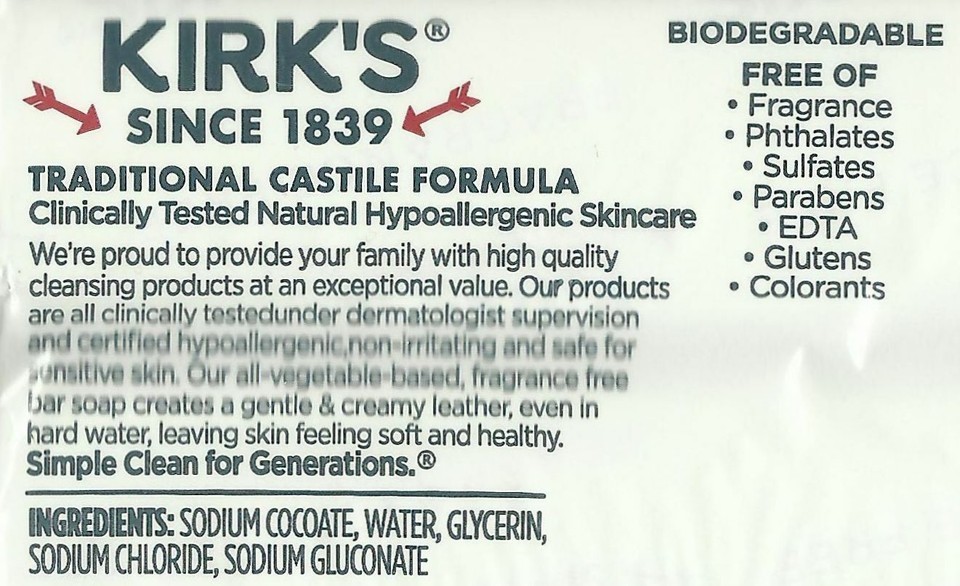 KIRK'S®
SINCE 1839
TRADITIONAL CASTILE FORMULA
Clinically Tested Natural Hypoallergenic Skincare
We're proud to provide your family with high quality
cleansing products at an exceptional value. Our products
are all clinically testedunder dermatologist supervision
and certified hypoallergenic,non-irritating and safe for
sensitive skin. Our all-vegetable-based, fragrance free
bar soap creates a gentle & creamy leather, even in
hard water, leaving skin feeling soft and healthy.
Simple Clean for Generations.®
INGREDIENTS: SODIUM COCOATE, WATER, GLYCERIN,
SODIUM CHLORIDE, SODIUM GLUCONATE
BIODEGRADABLE
FREE OF
• Fragrance
• Phthalates
• Sulfates
• Parabens
• EDTA
• Glutens
• Colorants